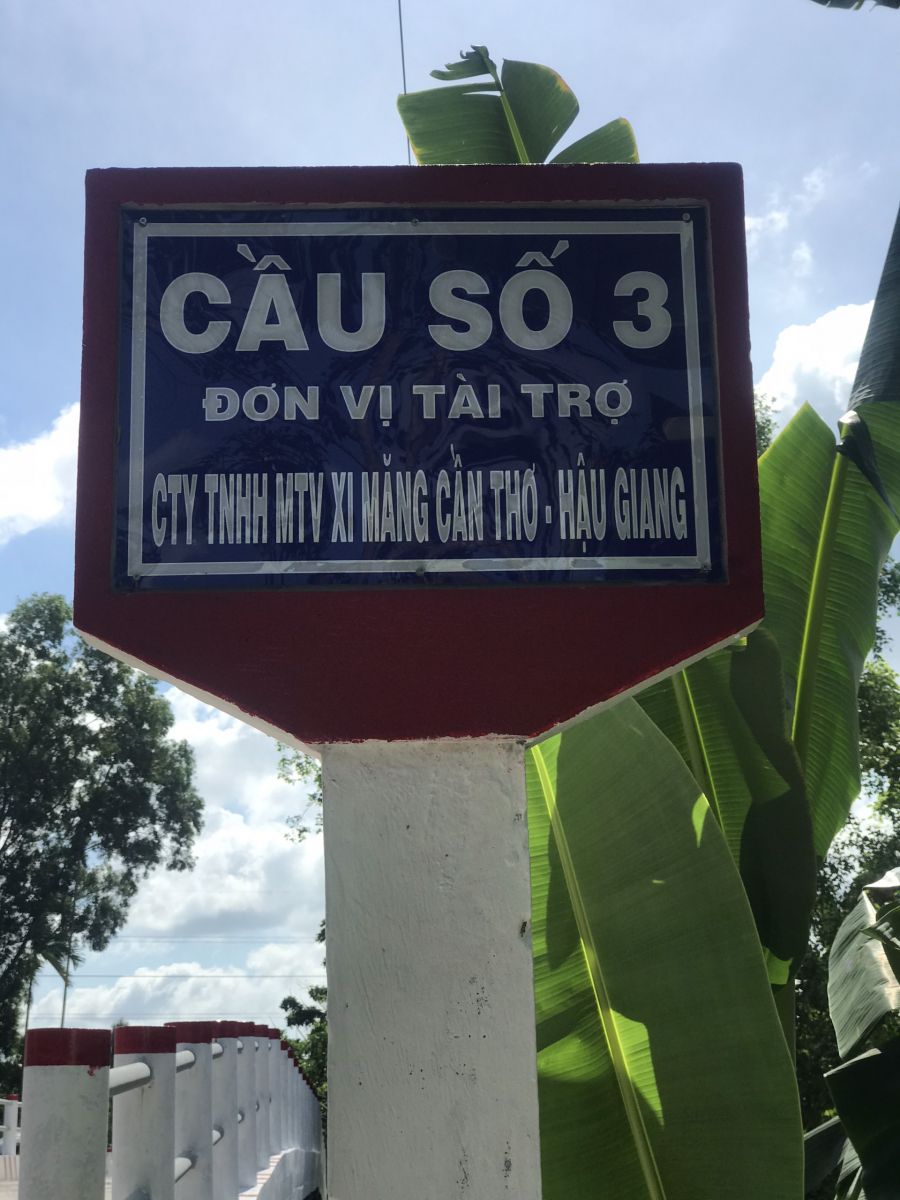 CẦU SỐ 3
ĐƠN VỊ TÀI TRỢ
CTY TNHH MTV XI MĂNG CẦN THƠ - HẬU GIANG